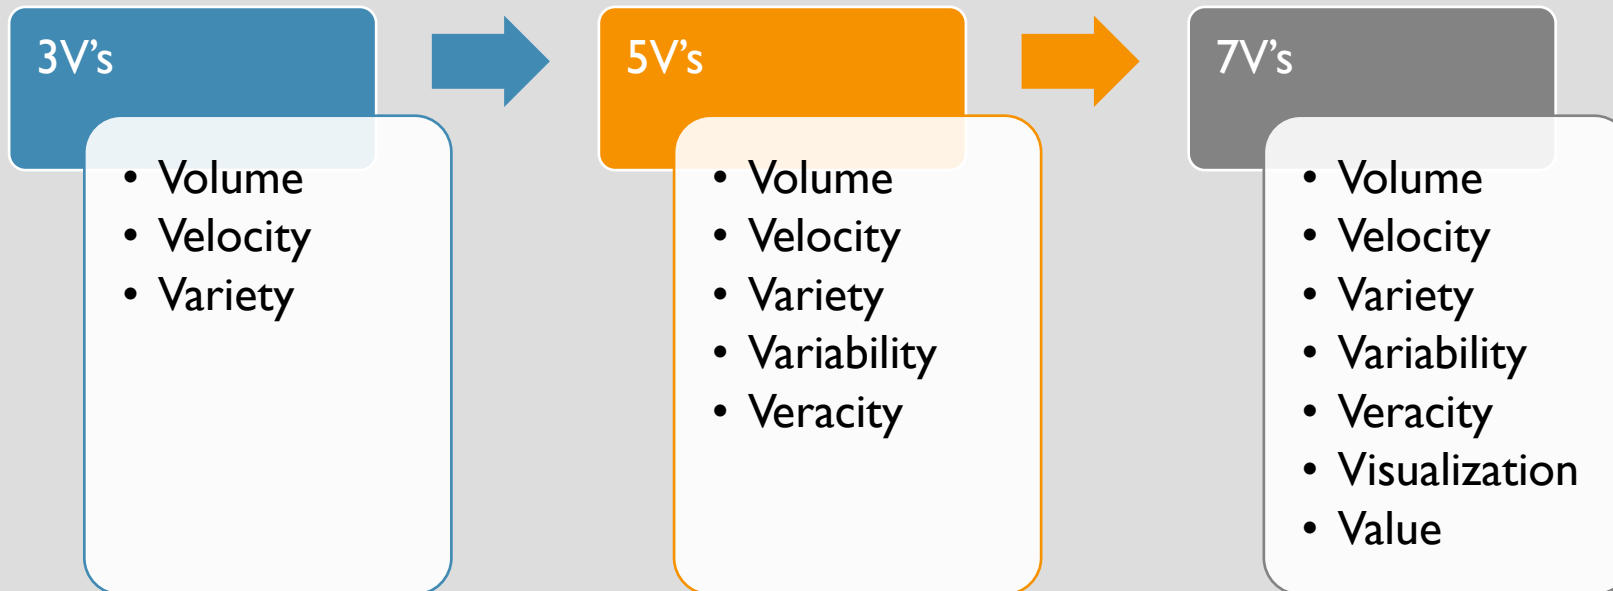 3V’s
• Volume
• Velocity
• Variety
5V’s
• Volume
• Velocity
• Variety
• Variability
• Veracity
7V’s
• Volume
• Velocity
• Variety
• Variability
• Veracity
• Visualization
• Value